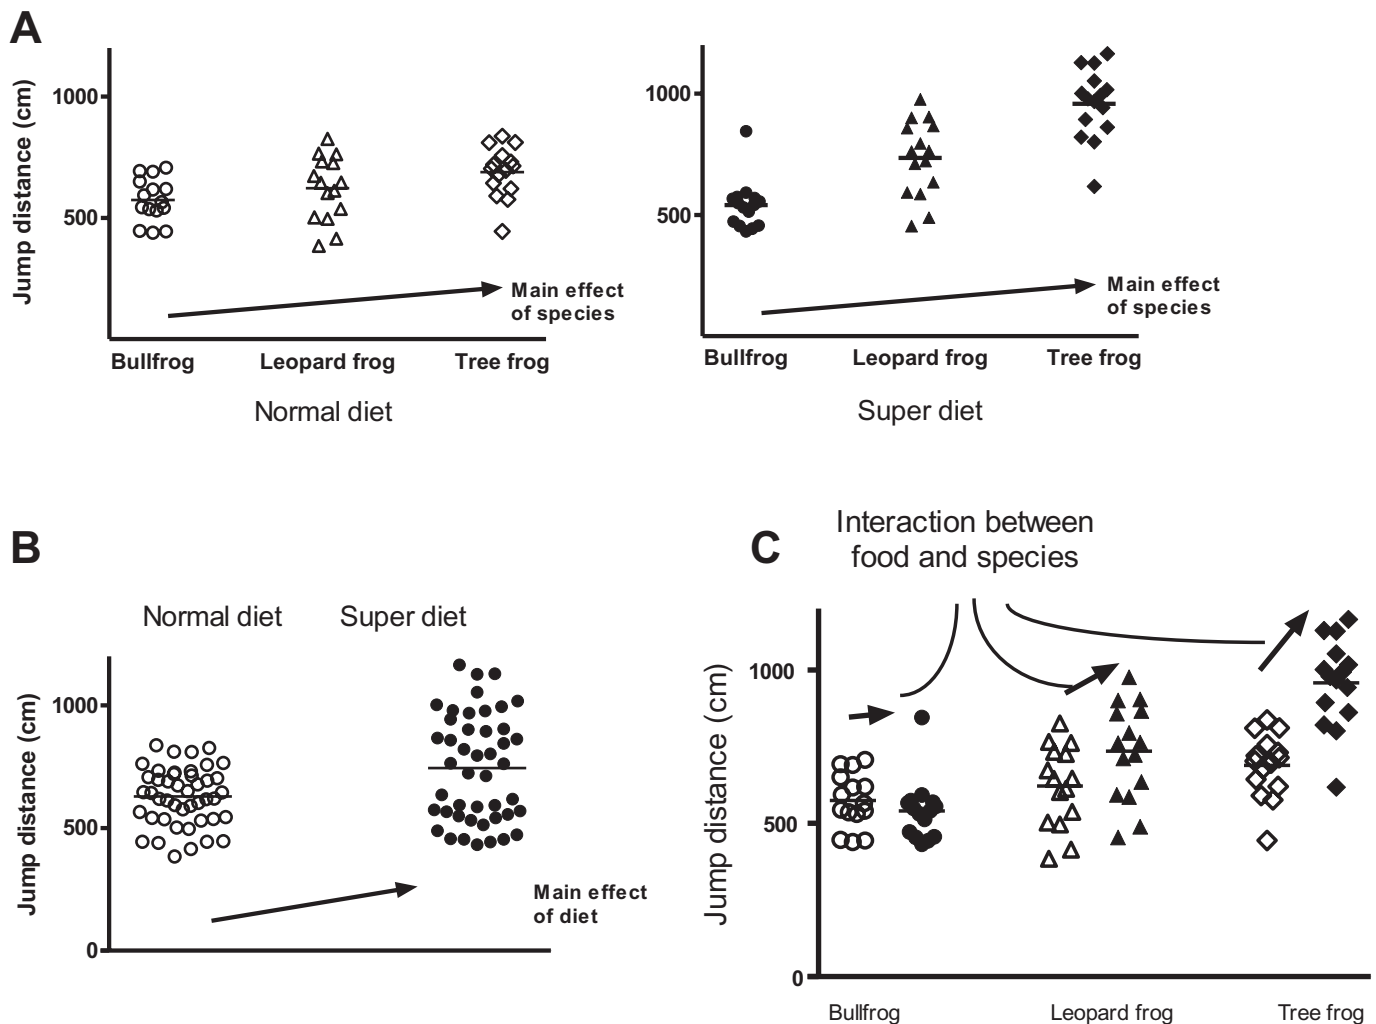 A
Jump distance (cm)
1000
500
Main effect
of species
Bullfrog
Leopard frog
Tree frog
Normal diet
1000
500
Main effect
of species
Bullfrog
Leopard frog
Tree frog
Super diet
B
Normal diet
Super diet
Jump distance (cm)
1000
500
0
Main effect
of diet
C
Interaction between
food and species
Jump distance (cm)
1000
500
0
Bullfrog
Leopard frog
Tree frog